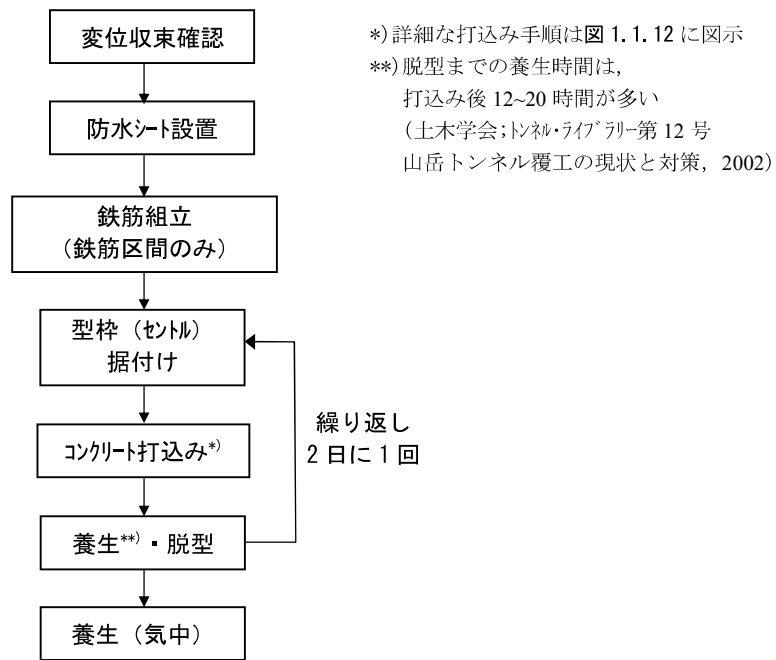 変位収束確認
防水ｼｰﾄ設置
鉄筋組立
(鉄筋区間のみ)
型枠（ｾﾝﾄﾙ）
据付け
ｺﾝｸﾘｰﾄ打込み*)
養生**)・脱型
養生（気中）
繰り返し
2日に1回
*)詳細な打込み手順は図1.1.12に図示
**)脱型までの養生時間は，
打込み後 12~20 時間が多い
（土木学会;ﾄﾝﾈﾙ・ﾗｲﾌﾞﾗﾘｰ第 12 号
山岳トンネル覆工の現状と対策，2002）